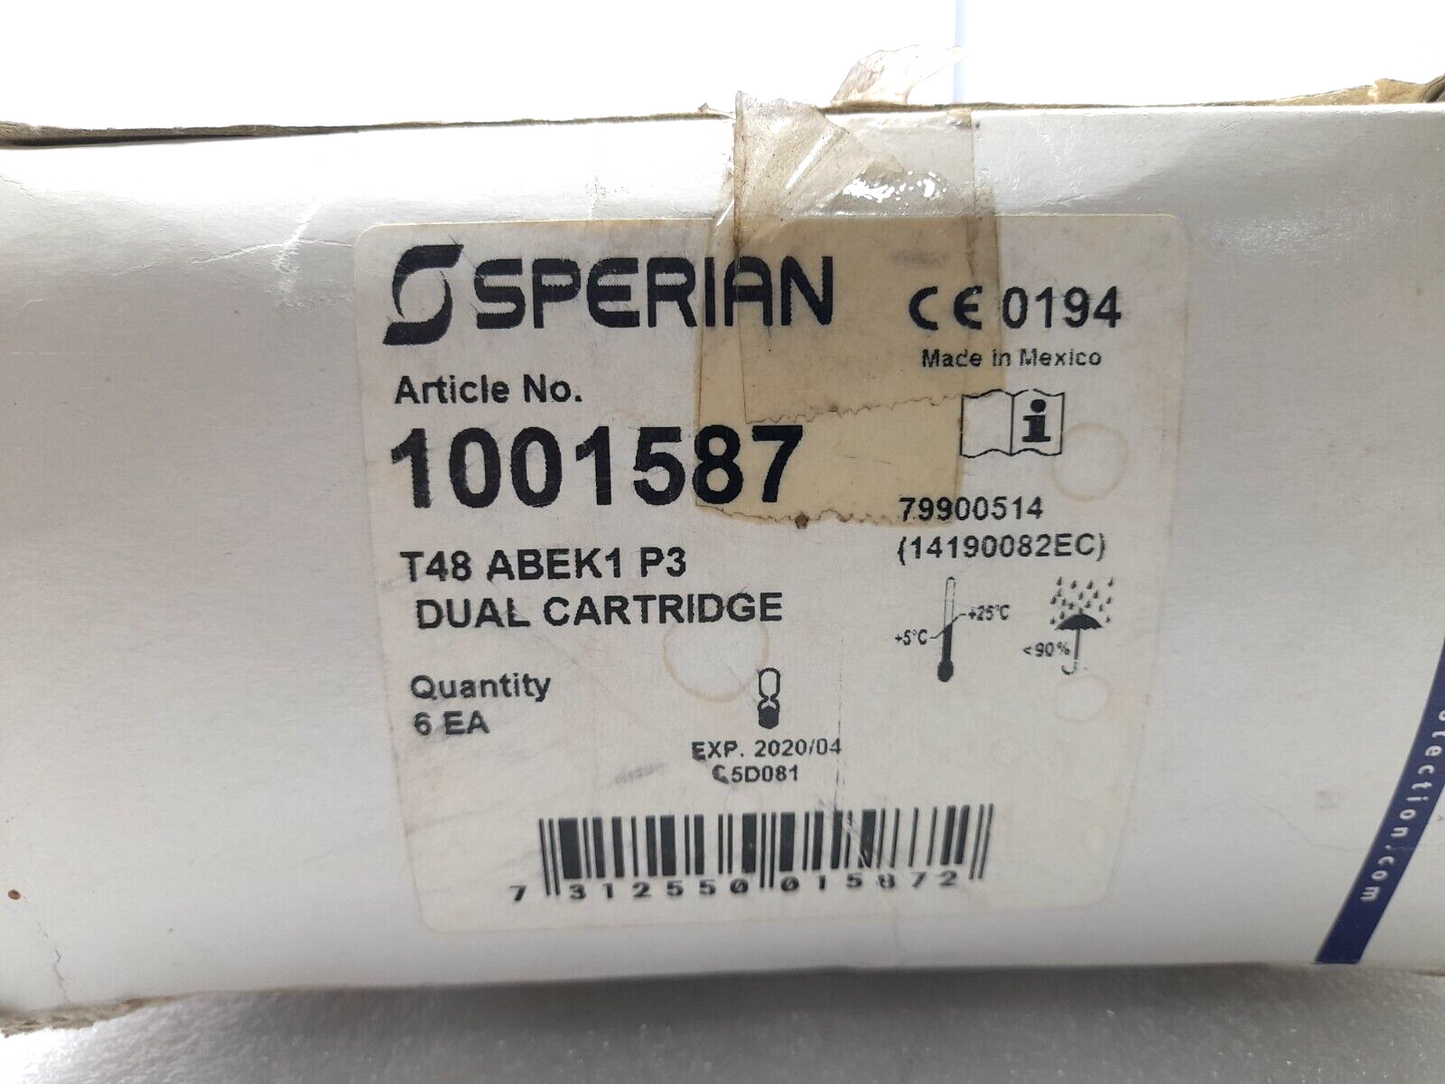 SPERIAN
CE 0194
Made in Mexico
Article No.
1001587
79900514
(14190082EC)
T48 ABEK1 P3
DUAL CARTRIDGE
+25°C
+5°C
<90%
Quantity
6 EA
EXP. 2020/04
C5D081
7 312550 015872
otection.com